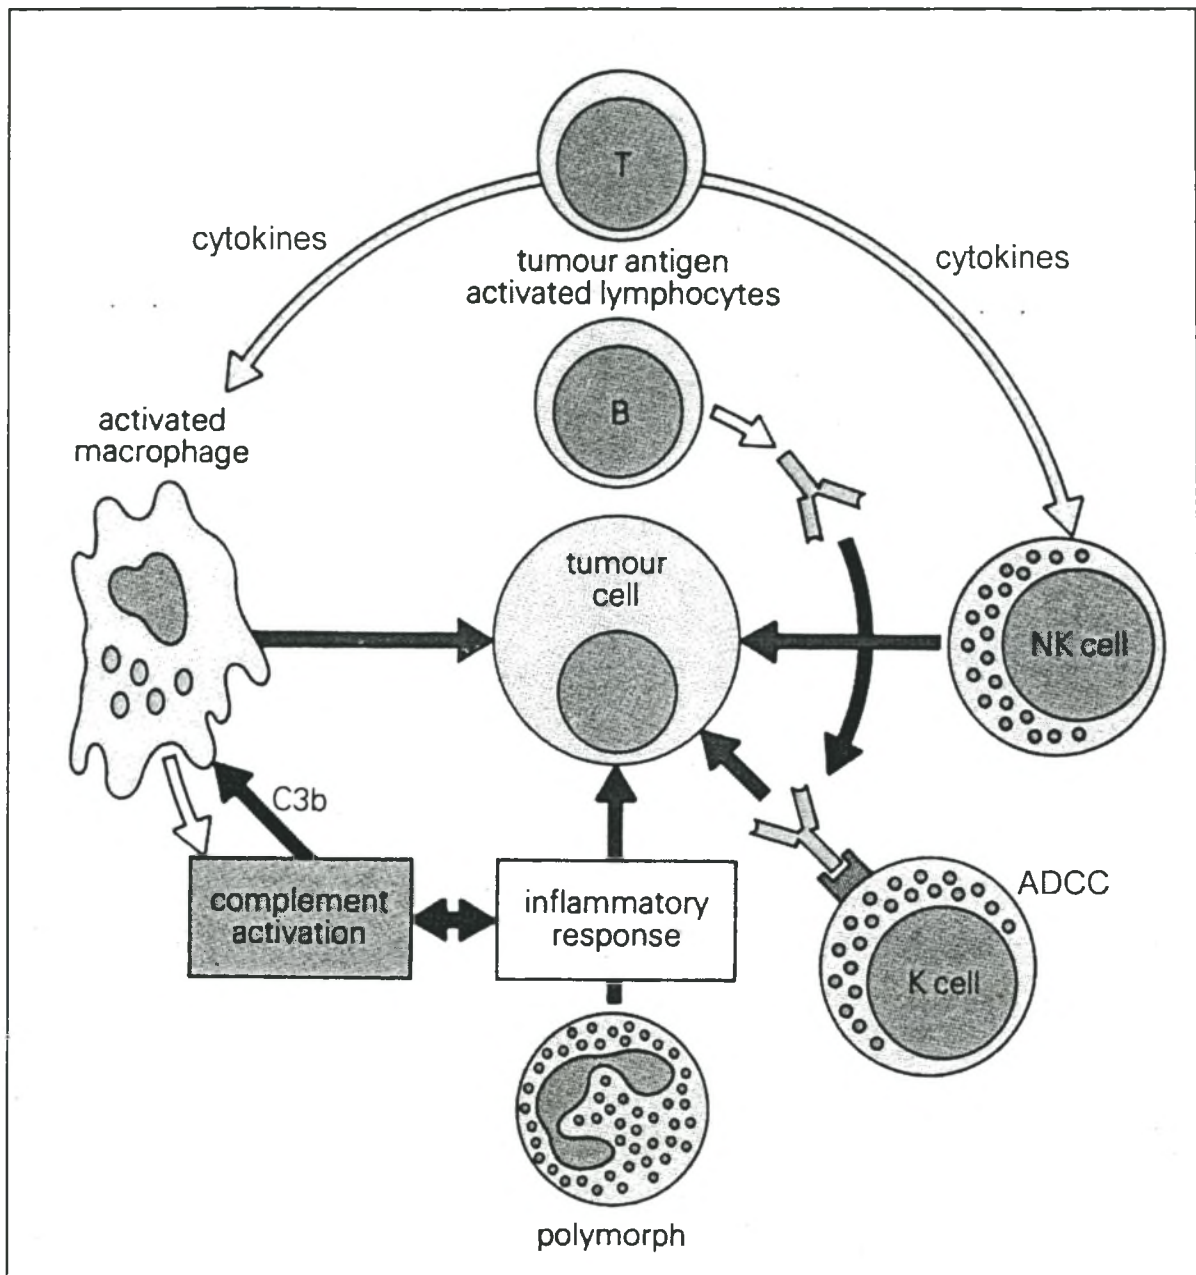 T
cytokines
cytokines
tumour antigen
activated lymphocytes
B
activated
macrophage
tumour
cell
NK cell
C3b
complement
activation
inflammatory
response
ADCC
K cell
polymorph